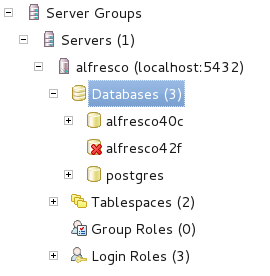 Server Groups
Servers (1)
alfresco (localhost:5432)
Databases (3)
alfresco40c
alfresco42f
postgres
Tablespaces (2)
Group Roles (0)
Login Roles (3)